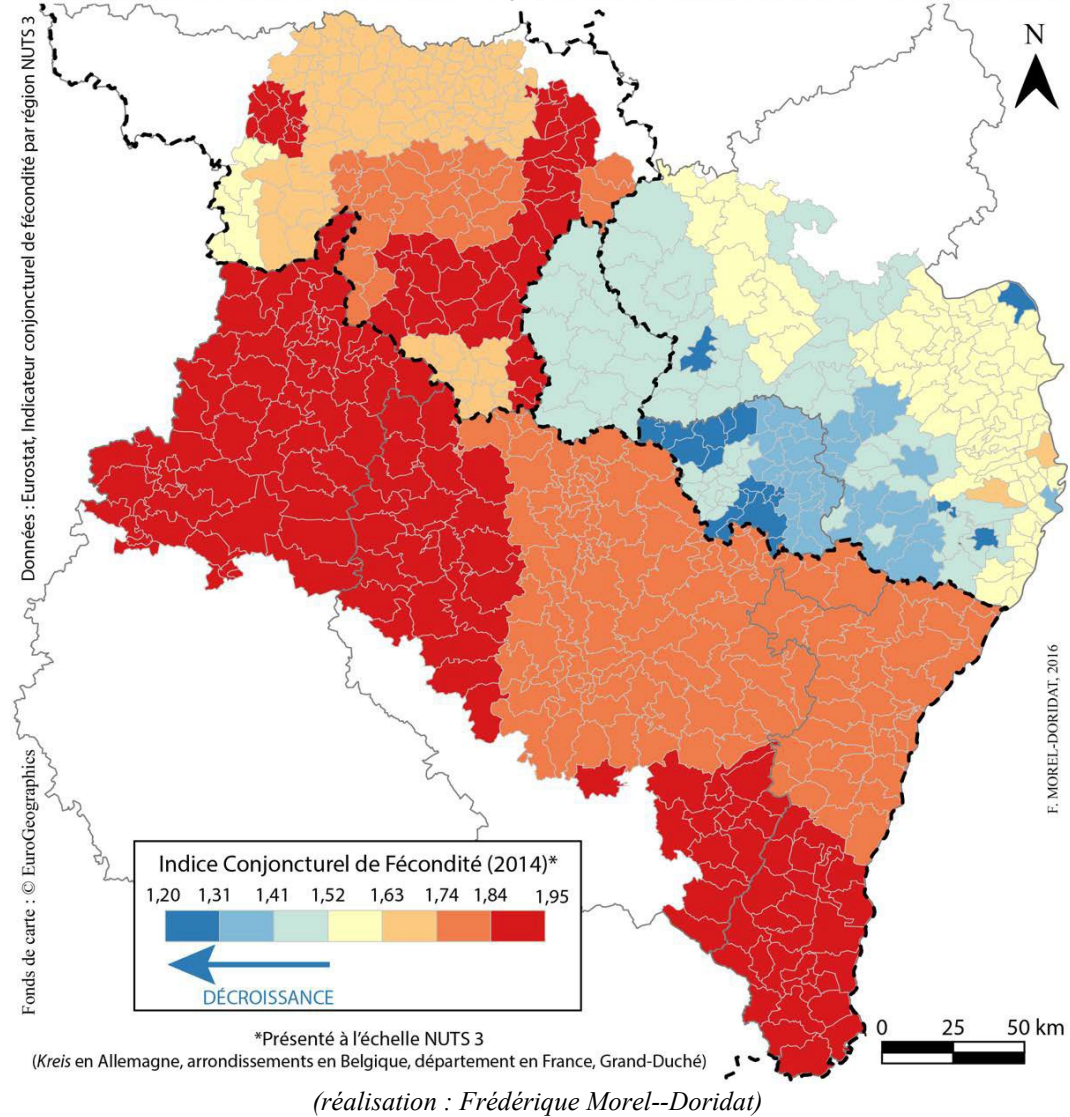 Données : Eurostat, Indicateur conjoncturel de fécondité par région NUTS 3
N
F. MOREL-DORIDAT, 2016
Fonds de carte : © EuroGeographics
Indice Conjoncturel de Fécondité (2014)*
1,20 1,31 1,41 1,52 1,63 1,74 1,84 1,95
DÉCROISSANCE
*Présenté à l'échelle NUTS 3
(Kreis en Allemagne, arrondissements en Belgique, département en France, Grand-Duché)
0 25 50 km
(réalisation : Frédérique Morel--Doridat)